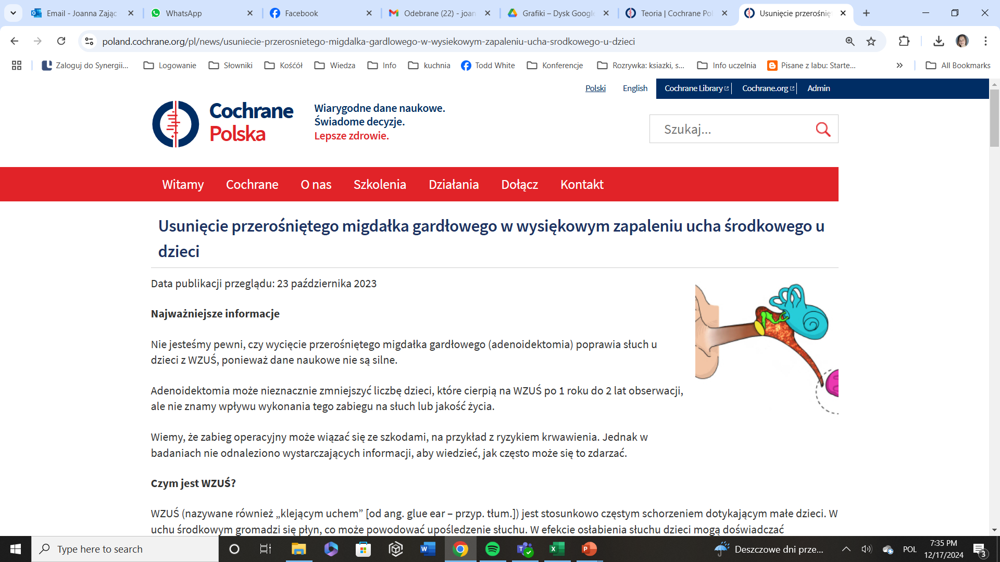 Email - Joanna Zając
WhatsApp
Facebook
Odebrane (22) - joan
Grafiki – Dysk Google
Teoria | Cochrane Pol
Usunięcie przerośnię
poland.cochrane.org/pl/news/usuniecie-przerosnietego-migdalka-gardlowego-w-wysiekowym-zapaleniu-ucha-srodkowego-u-dzieci
Zaloguj do Synergii...
Logowanie
Słowniki
Kośćół
Wiedza
Info
kuchnia
Todd White
Konferencje
Rozrywka: ksiazki, s...
Info uczelnia
Pisane z labu: Starte...
All Bookmarks
Polski
English
Cochrane Library
Cochrane.org
Admin
Cochrane
Polska
Wiarygodne dane naukowe.
Świadome decyzje.
Lepsze zdrowie.
Szukaj...
Witamy
Cochrane
O nas
Szkolenia
Działania
Dołącz
Kontakt
Usunięcie przerośniętego migdałka gardłowego w wysiękowym zapaleniu ucha środkowego u
dzieci
Data publikacji przeglądu: 23 października 2023
Najważniejsze informacje
Nie jesteśmy pewni, czy wycięcie przerośniętego migdałka gardłowego (adenoidektomia) poprawia słuch u
dzieci z WZUŚ, ponieważ dane naukowe nie są silne.
Adenoidektomia może nieznacznie zmniejszyć liczbę dzieci, które cierpią na WZUŚ po 1 roku do 2 lat obserwacji,
ale nie znamy wpływu wykonania tego zabiegu na słuch lub jakość życia.
Wiemy, że zabieg operacyjny może wiązać się ze szkodami, na przykład z ryzykiem krwawienia. Jednak w
badaniach nie odnaleziono wystarczających informacji, aby wiedzieć, jak często może się to zdarzać.
Czym jest WZUŚ?
WZUŚ (nazywane również „klejącym uchem” [od ang. glue ear – przyp. tłum.]) jest stosunkowo częstym schorzeniem dotykającym małe dzieci. W
uchu środkowym gromadzi się płyn, co może powodować upośledzenie słuchu. W efekcie osłabienia słuchu dzieci mogą doświadczać
Type here to search
Deszczowe dni prze...
POL
7:35 PM
12/17/2024
3